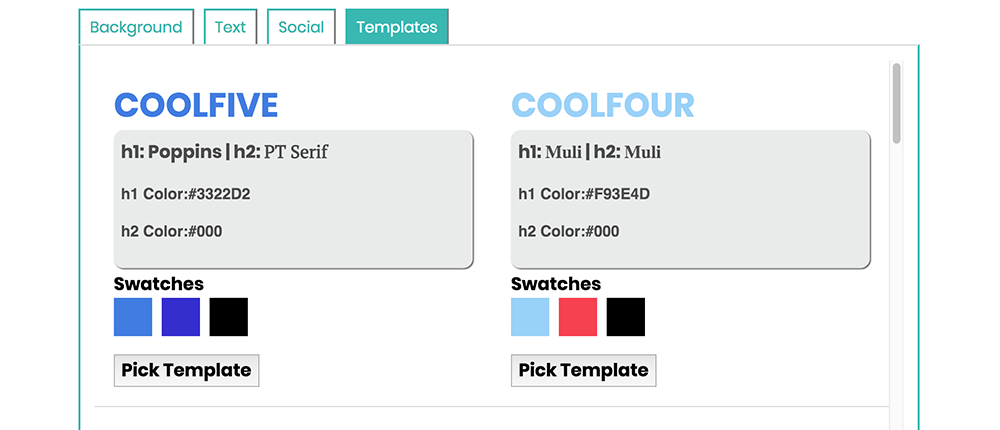 Background Text Social Templates
COOLFIVE
h1: Poppins | h2: PT Serif
h1 Color:#3322D2
h2 Color:#000
Swatches
Pick Template
COOLFOUR
h1: Muli | h2: Muli
h1 Color:#F93E4D
h2 Color:#000
Swatches
Pick Template